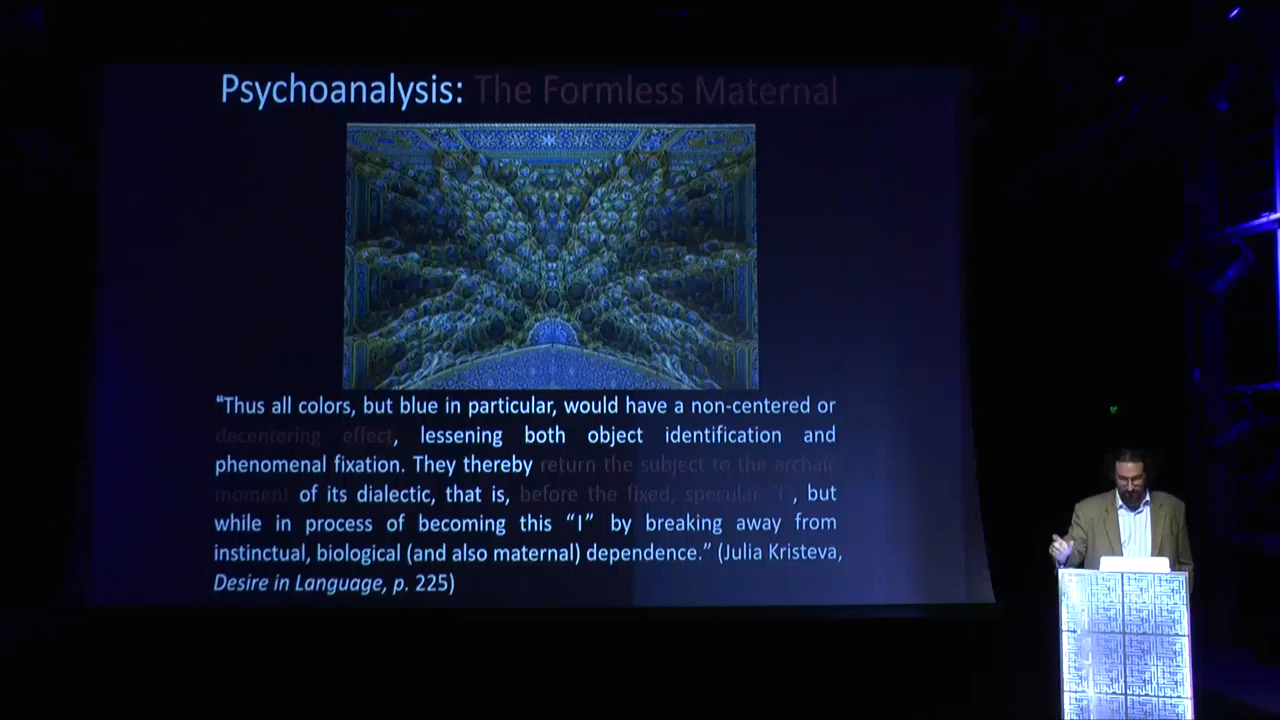 Psychoanalysis: The Formless Maternal
“Thus all colors, but blue in particular, would have a non-centered or
decentering effect, lessening both object identification and
phenomenal fixation. They thereby return the subject to the archaic
moment of its dialectic, that is, before the fixed, specular “I”, but
while in process of becoming this “I” by breaking away from
instinctual, biological (and also maternal) dependence.” (Julia Kristeva,
Desire in Language, p. 225)